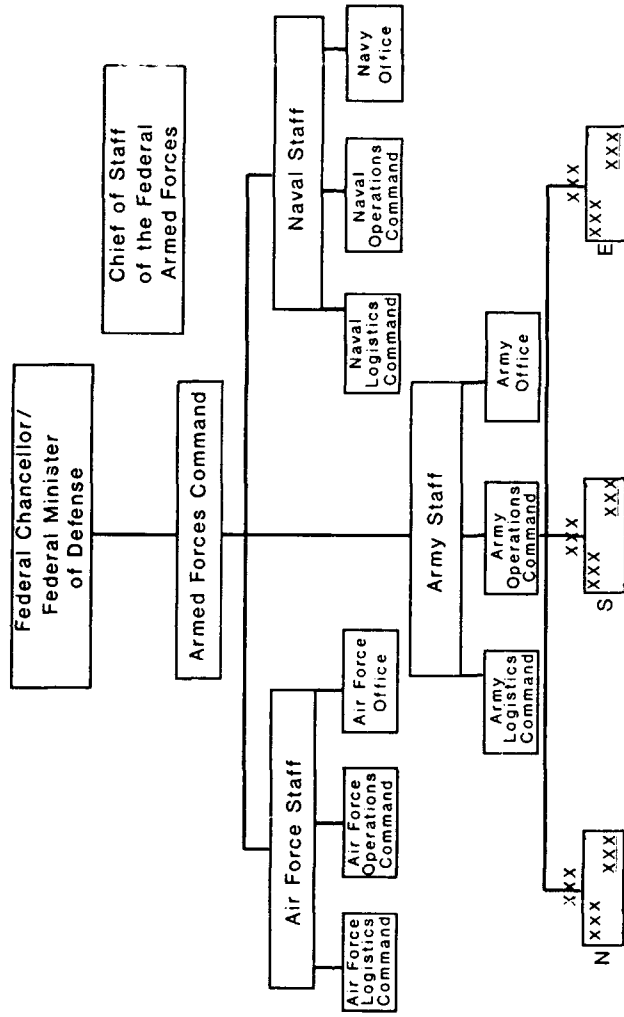 Federal Chancellor/
Federal Minister
of Defense
Chief of Staff
of the Federal
Armed Forces
Armed Forces Command
Air Force Staff
Naval Staff
Air Force
Logistics
Command
Air Force
Operations
Command
Air Force
Office
Naval
Logistics
Command
Naval
Operations
Command
Navy
Office
Army Staff
Army
Logistics
Command
Army
Operations
Command
Army
Office
XXX
XXX
XXX
N
XXX
XXX
XXX
S
XXX
XXX
XXX
E